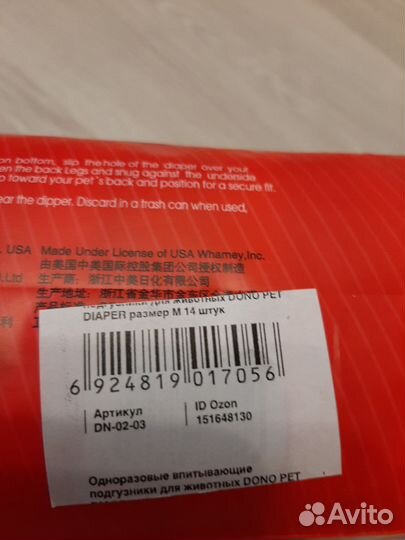 on bottom, slip the hole of the diaper over your
en the back Legs and snug against the underside
p toward your pet's back and position for a secure fit.
ear the dipper. Discard in a trash can when used,
USA Made Under License of USA Whamey,Inc.
由美国中美国际控股集团公司授权制造
Ltd 生产商：浙江中美日化有限公司
生产地址：浙江省金华市金东区
подгузники для животных DONO PET
DIAPER размер M 14 штук
6 924819 017056
Артикул
DN-02-03
ID Ozon
151648130
Одноразовые впитывающие
подгузники для животных DONO PET
Avito